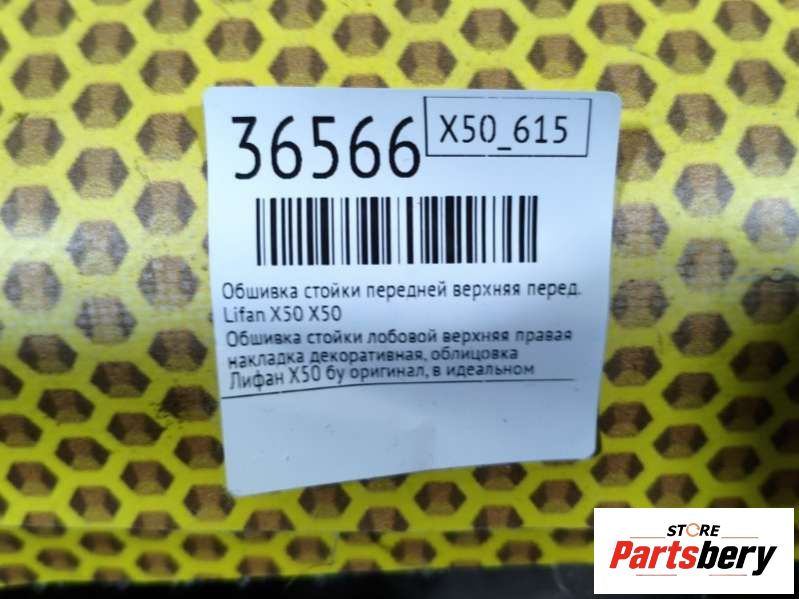 36566
X50_615
Обшивка стойки передней верхняя перед.
Lifan X50 X50
Обшивка стойки лобовой верхняя правая
накладка декоративная, облицовка
Лифан X50 бу оригинал, в идеальном
STORE
Partsbery